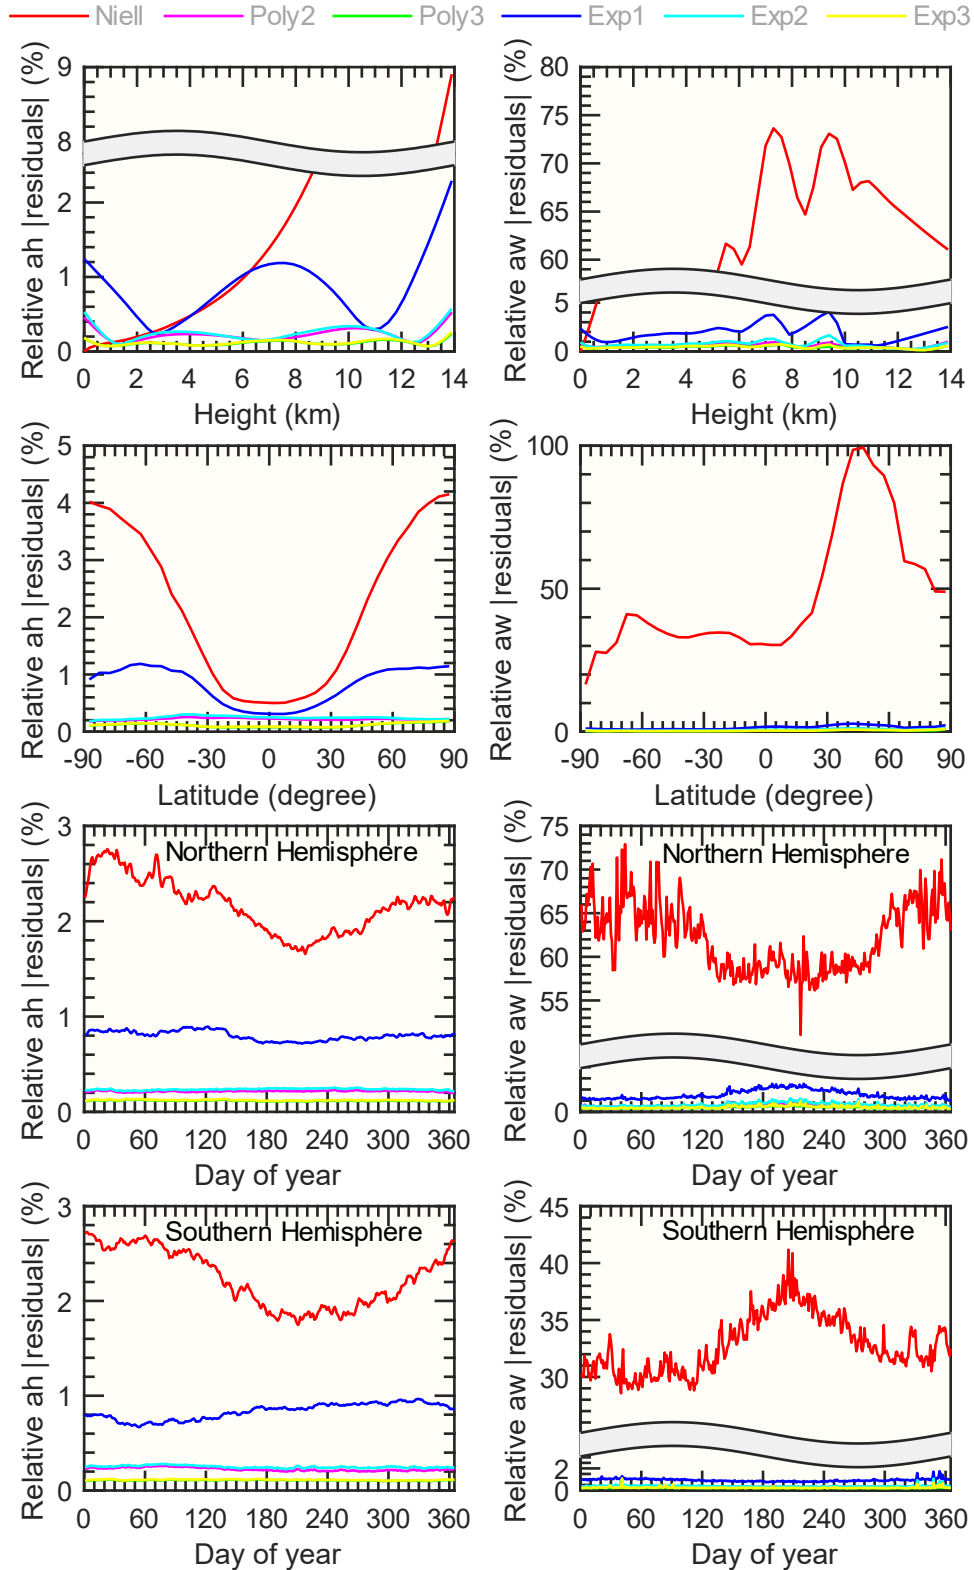 Niell Poly2 Poly3 Exp1 Exp2 Exp3
Relative ah |residuals| (%)
9
8
2
1
0
0 2 4 6 8 10 12 14
Height (km)
Relative aw |residuals| (%)
80
75
70
65
60
5
0
0 2 4 6 8 10 12 14
Height (km)
Relative ah |residuals| (%)
5
4
3
2
1
0
-90 -60 -30 0 30 60 90
Latitude (degree)
Relative aw |residuals| (%)
100
50
0
-90 -60 -30 0 30 60 90
Latitude (degree)
Relative ah |residuals| (%)
3
2
1
0
Northern Hemisphere
0 60 120 180 240 300 360
Day of year
Relative aw |residuals| (%)
75
70
65
60
55
0
Northern Hemisphere
0 60 120 180 240 300 360
Day of year
Relative ah |residuals| (%)
3
2
1
0
Southern Hemisphere
0 60 120 180 240 300 360
Day of year
Relative aw |residuals| (%)
45
40
35
30
2
0
Southern Hemisphere
0 60 120 180 240 300 360
Day of year